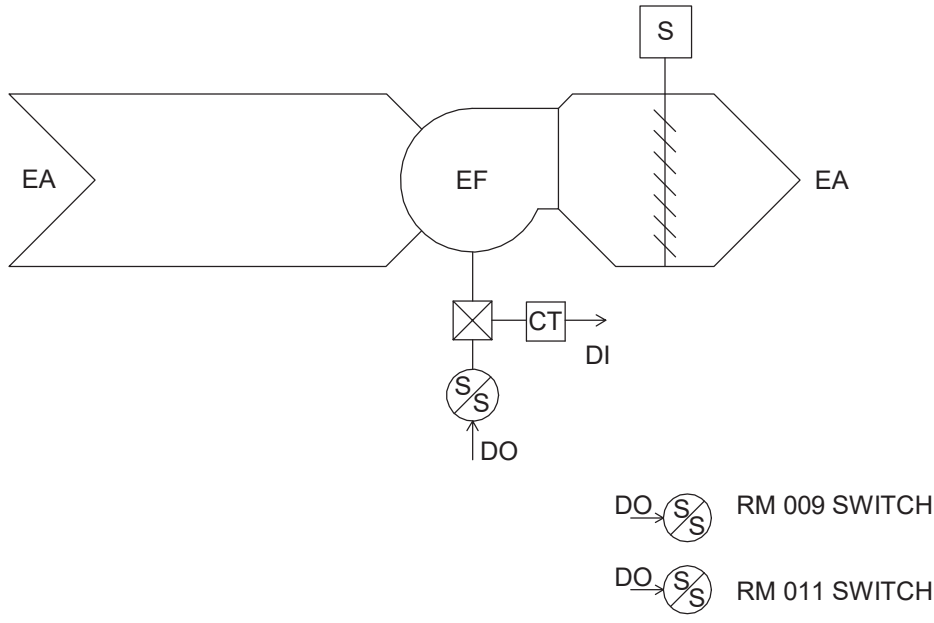 S
EA
EF
EA
CT
DI
S
S
DO
DO
S
S
RM 009 SWITCH
DO
S
S
RM 011 SWITCH